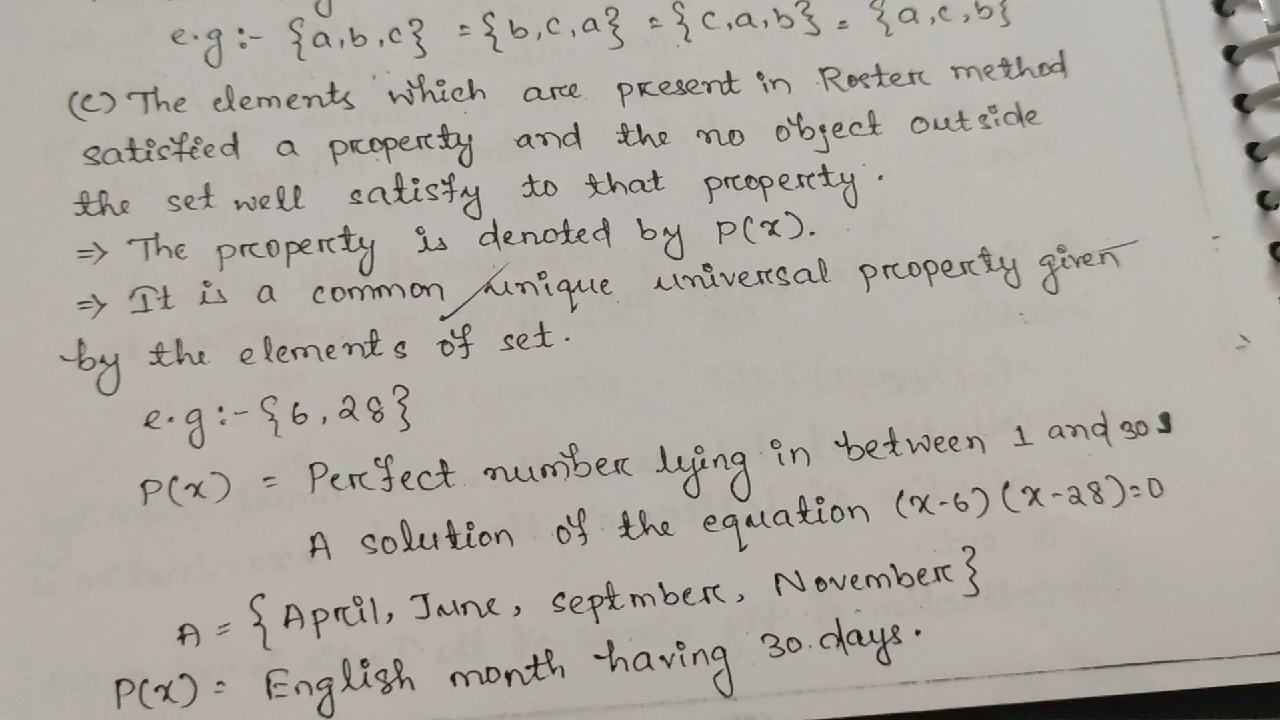 e.g:- {a,b,c} = {b,c,a} = {c,a,b} = {a,c,b}
(c) The elements which are present in Roster method
satisfied a property and the no object outside
the set well satisfy to that property.
⇒ The property is denoted by P(x).
⇒ It is a common / unique universal property given
by the elements of set.
e.g:- {6, 28}
P(x) = Perfect number lying in between 1 and 30
A solution of the equation (x-6)(x-28)=0
A = {April, June, septmber, November}
P(x) = English month having 30.days.